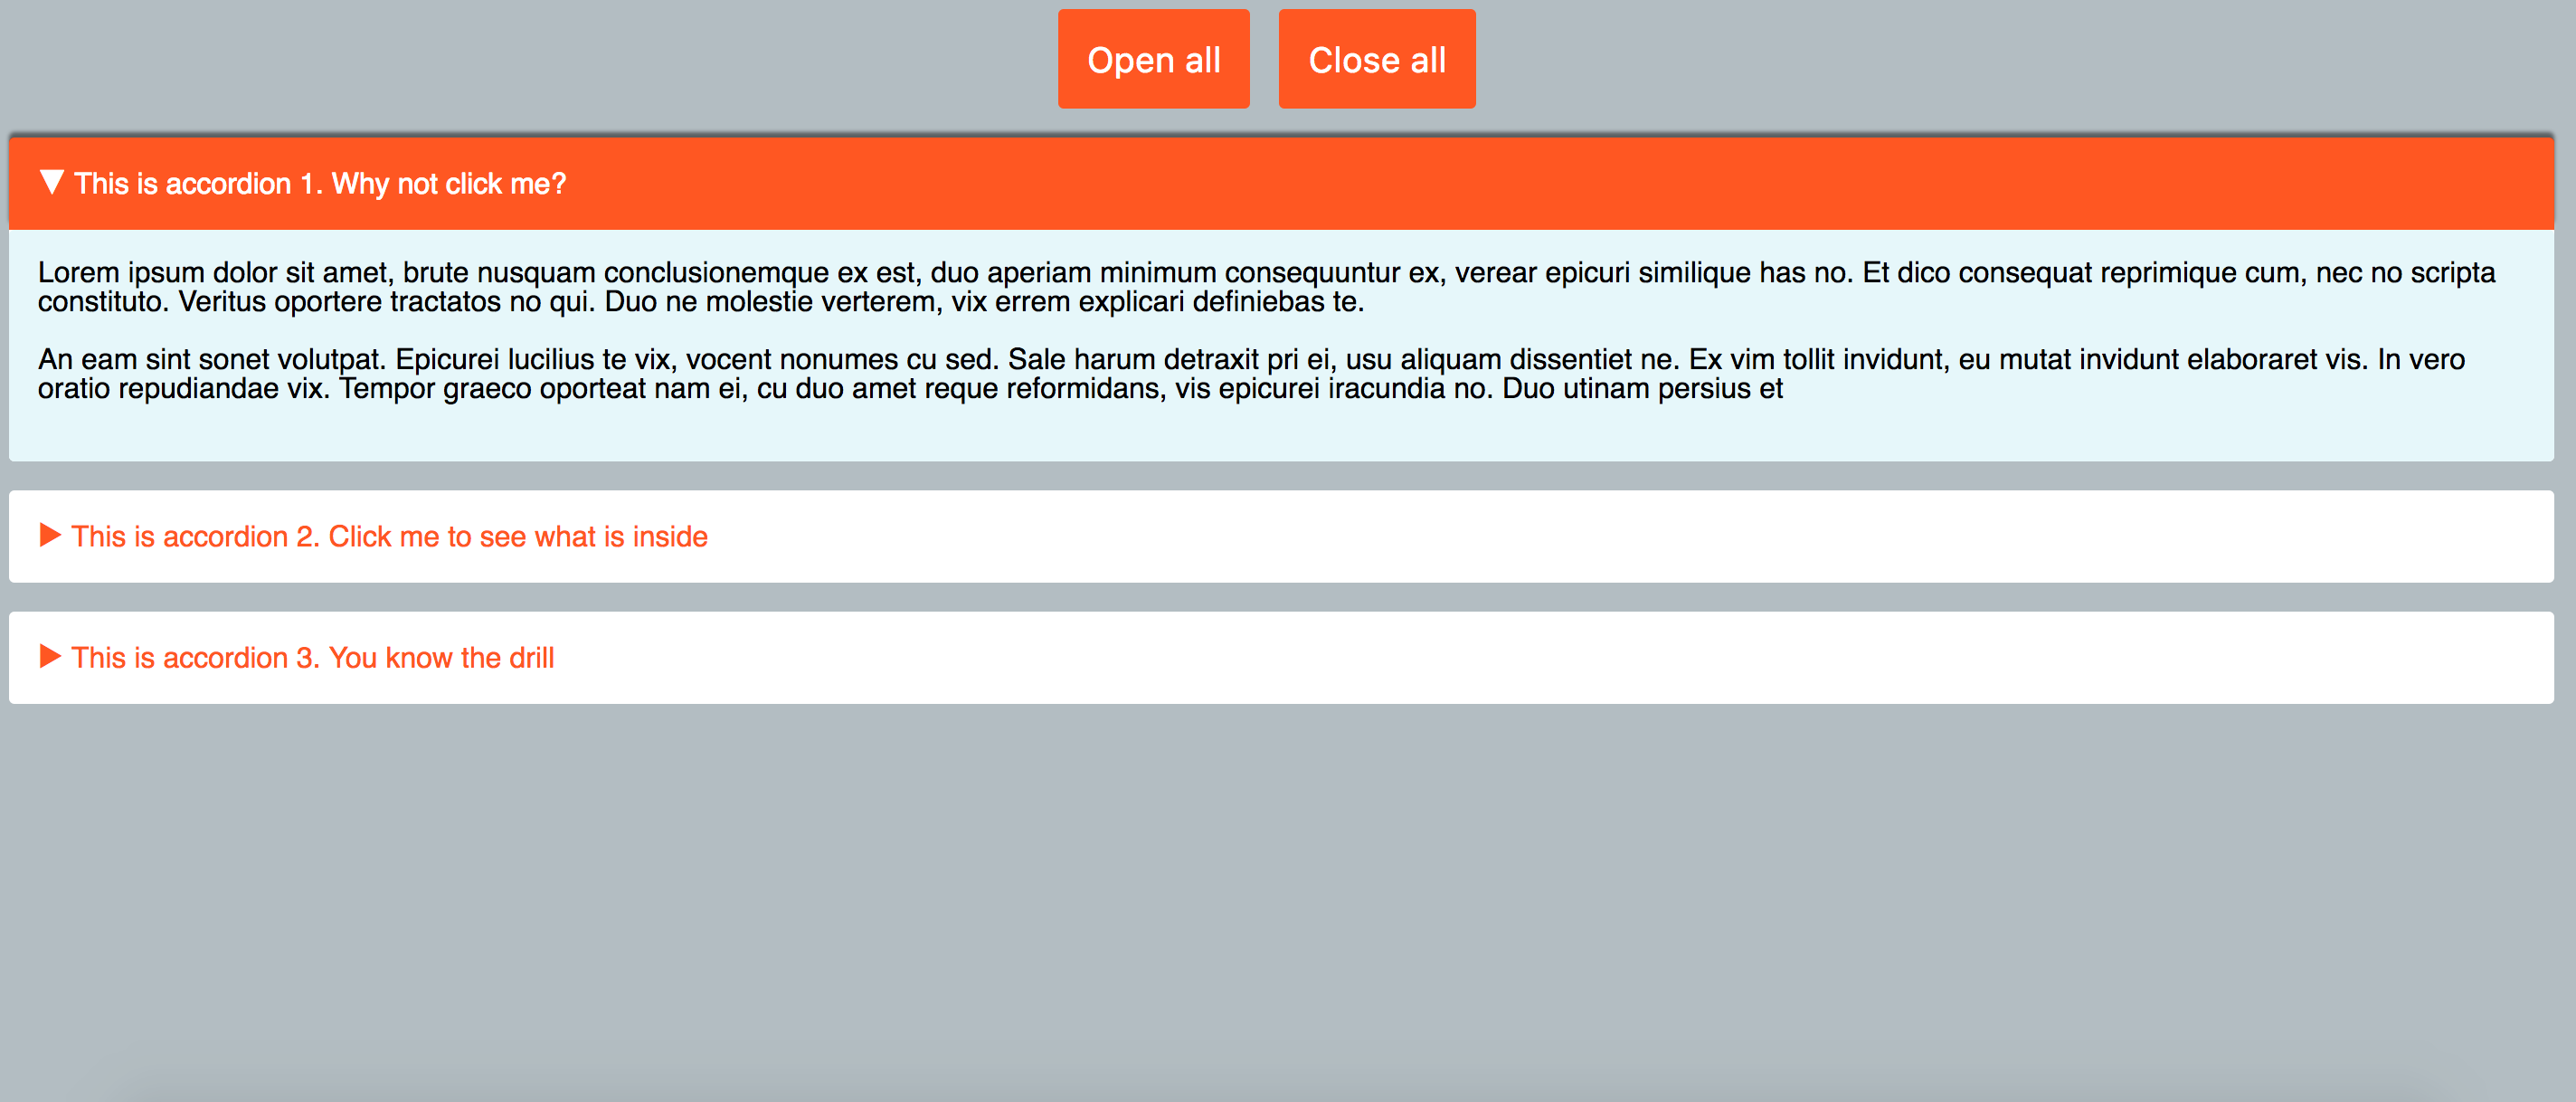 Open all
Close all
▼ This is accordion 1. Why not click me?
Lorem ipsum dolor sit amet, brute nusquam conclusionemque ex est, duo aperiam minimum consequuntur ex, verear epicuri similique has no. Et dico consequat reprimique cum, nec no scripta
constituto. Veritus oportere tractatos no qui. Duo ne molestie verterem, vix errem explicari definiebas te.
An eam sint sonet volutpat. Epicurei lucilius te vix, vocent nonumes cu sed. Sale harum detraxit pri ei, usu aliquam dissentiet ne. Ex vim tollit invidunt, eu mutat invidunt elaboraret vis. In vero
oratio repudiandae vix. Tempor graeco oporteat nam ei, cu duo amet reque reformidans, vis epicurei iracundia no. Duo utinam persius et
▶ This is accordion 2. Click me to see what is inside
▶ This is accordion 3. You know the drill